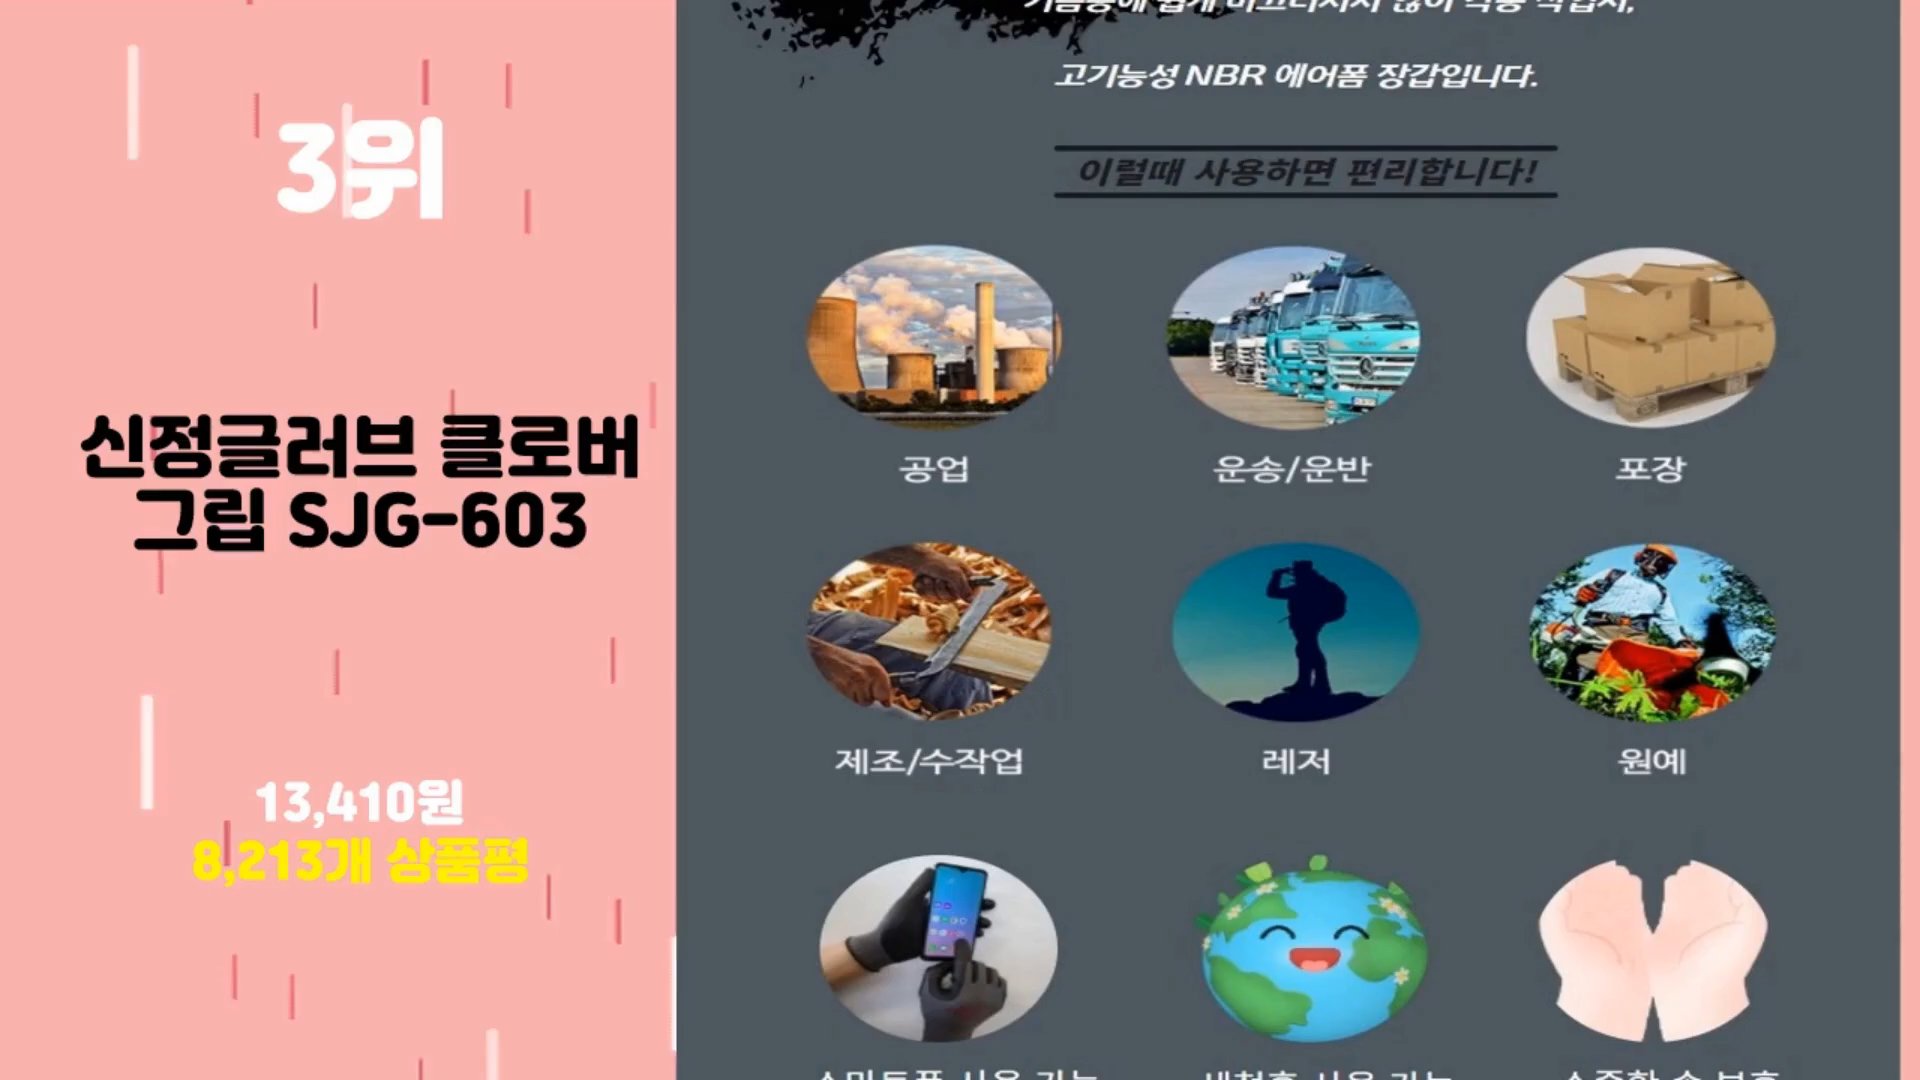 3위
신정글러브 클로버
그립 SJG-603
13,410원
8,213개 상품평
고기능성 NBR 에어폼 장갑입니다.
이럴때 사용하면 편리합니다!
공업
운송/운반
포장
제조/수작업
레저
원예